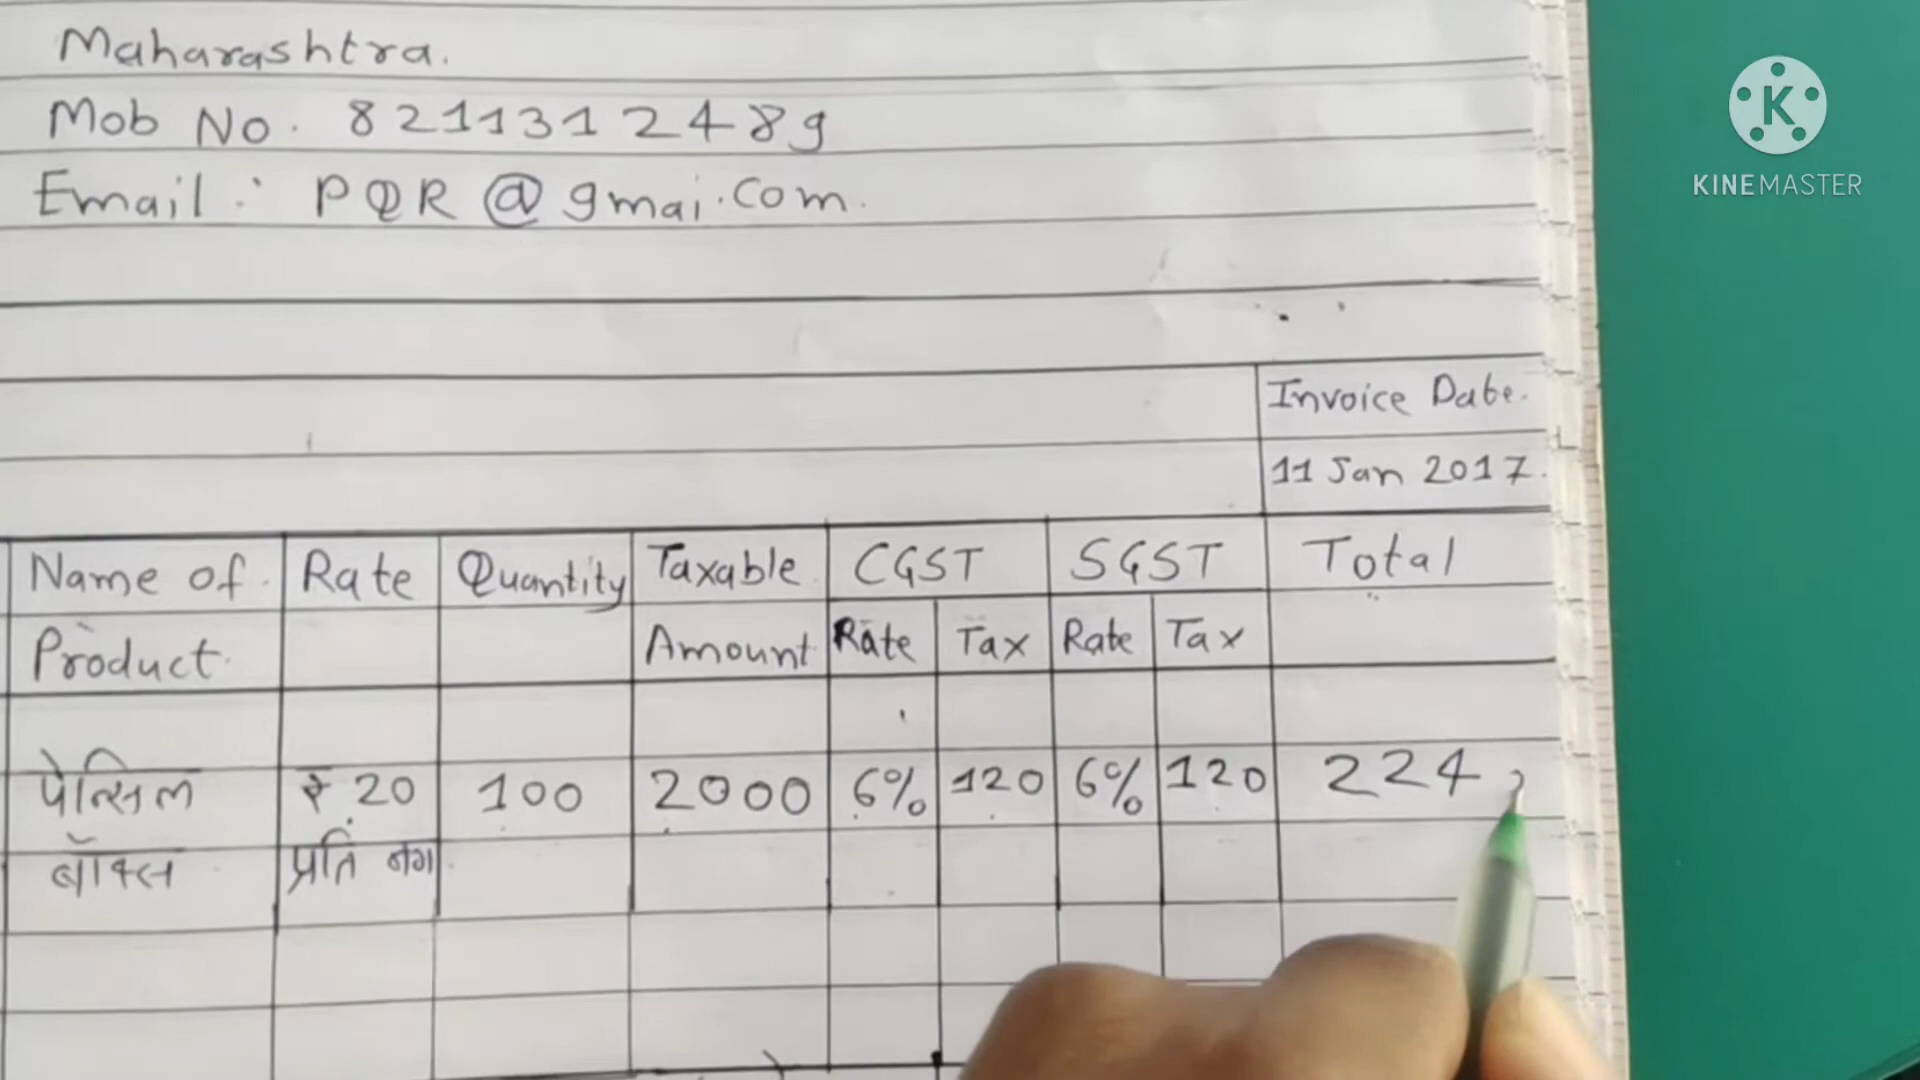 Maharashtra.
Mob No. 8211312489
Email: PQR@gmai.com.
KINEMASTER
Invoice Date.
11 Jan 2017.
Name of Product Rate Quantity Taxable Amount CGST SGST Total
Rate Tax Rate Tax
पेन्सिल ₹ 20 100 2000 6% 120 6% 120 224
बॉक्स प्रति नग